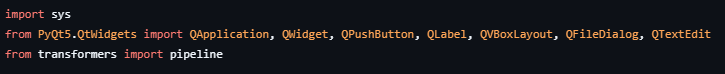 import sys
from PyQt5.QtWidgets import QApplication, QWidget, QPushButton, QLabel, QVBoxLayout, QFileDialog, QTextEdit
from transformers import pipeline